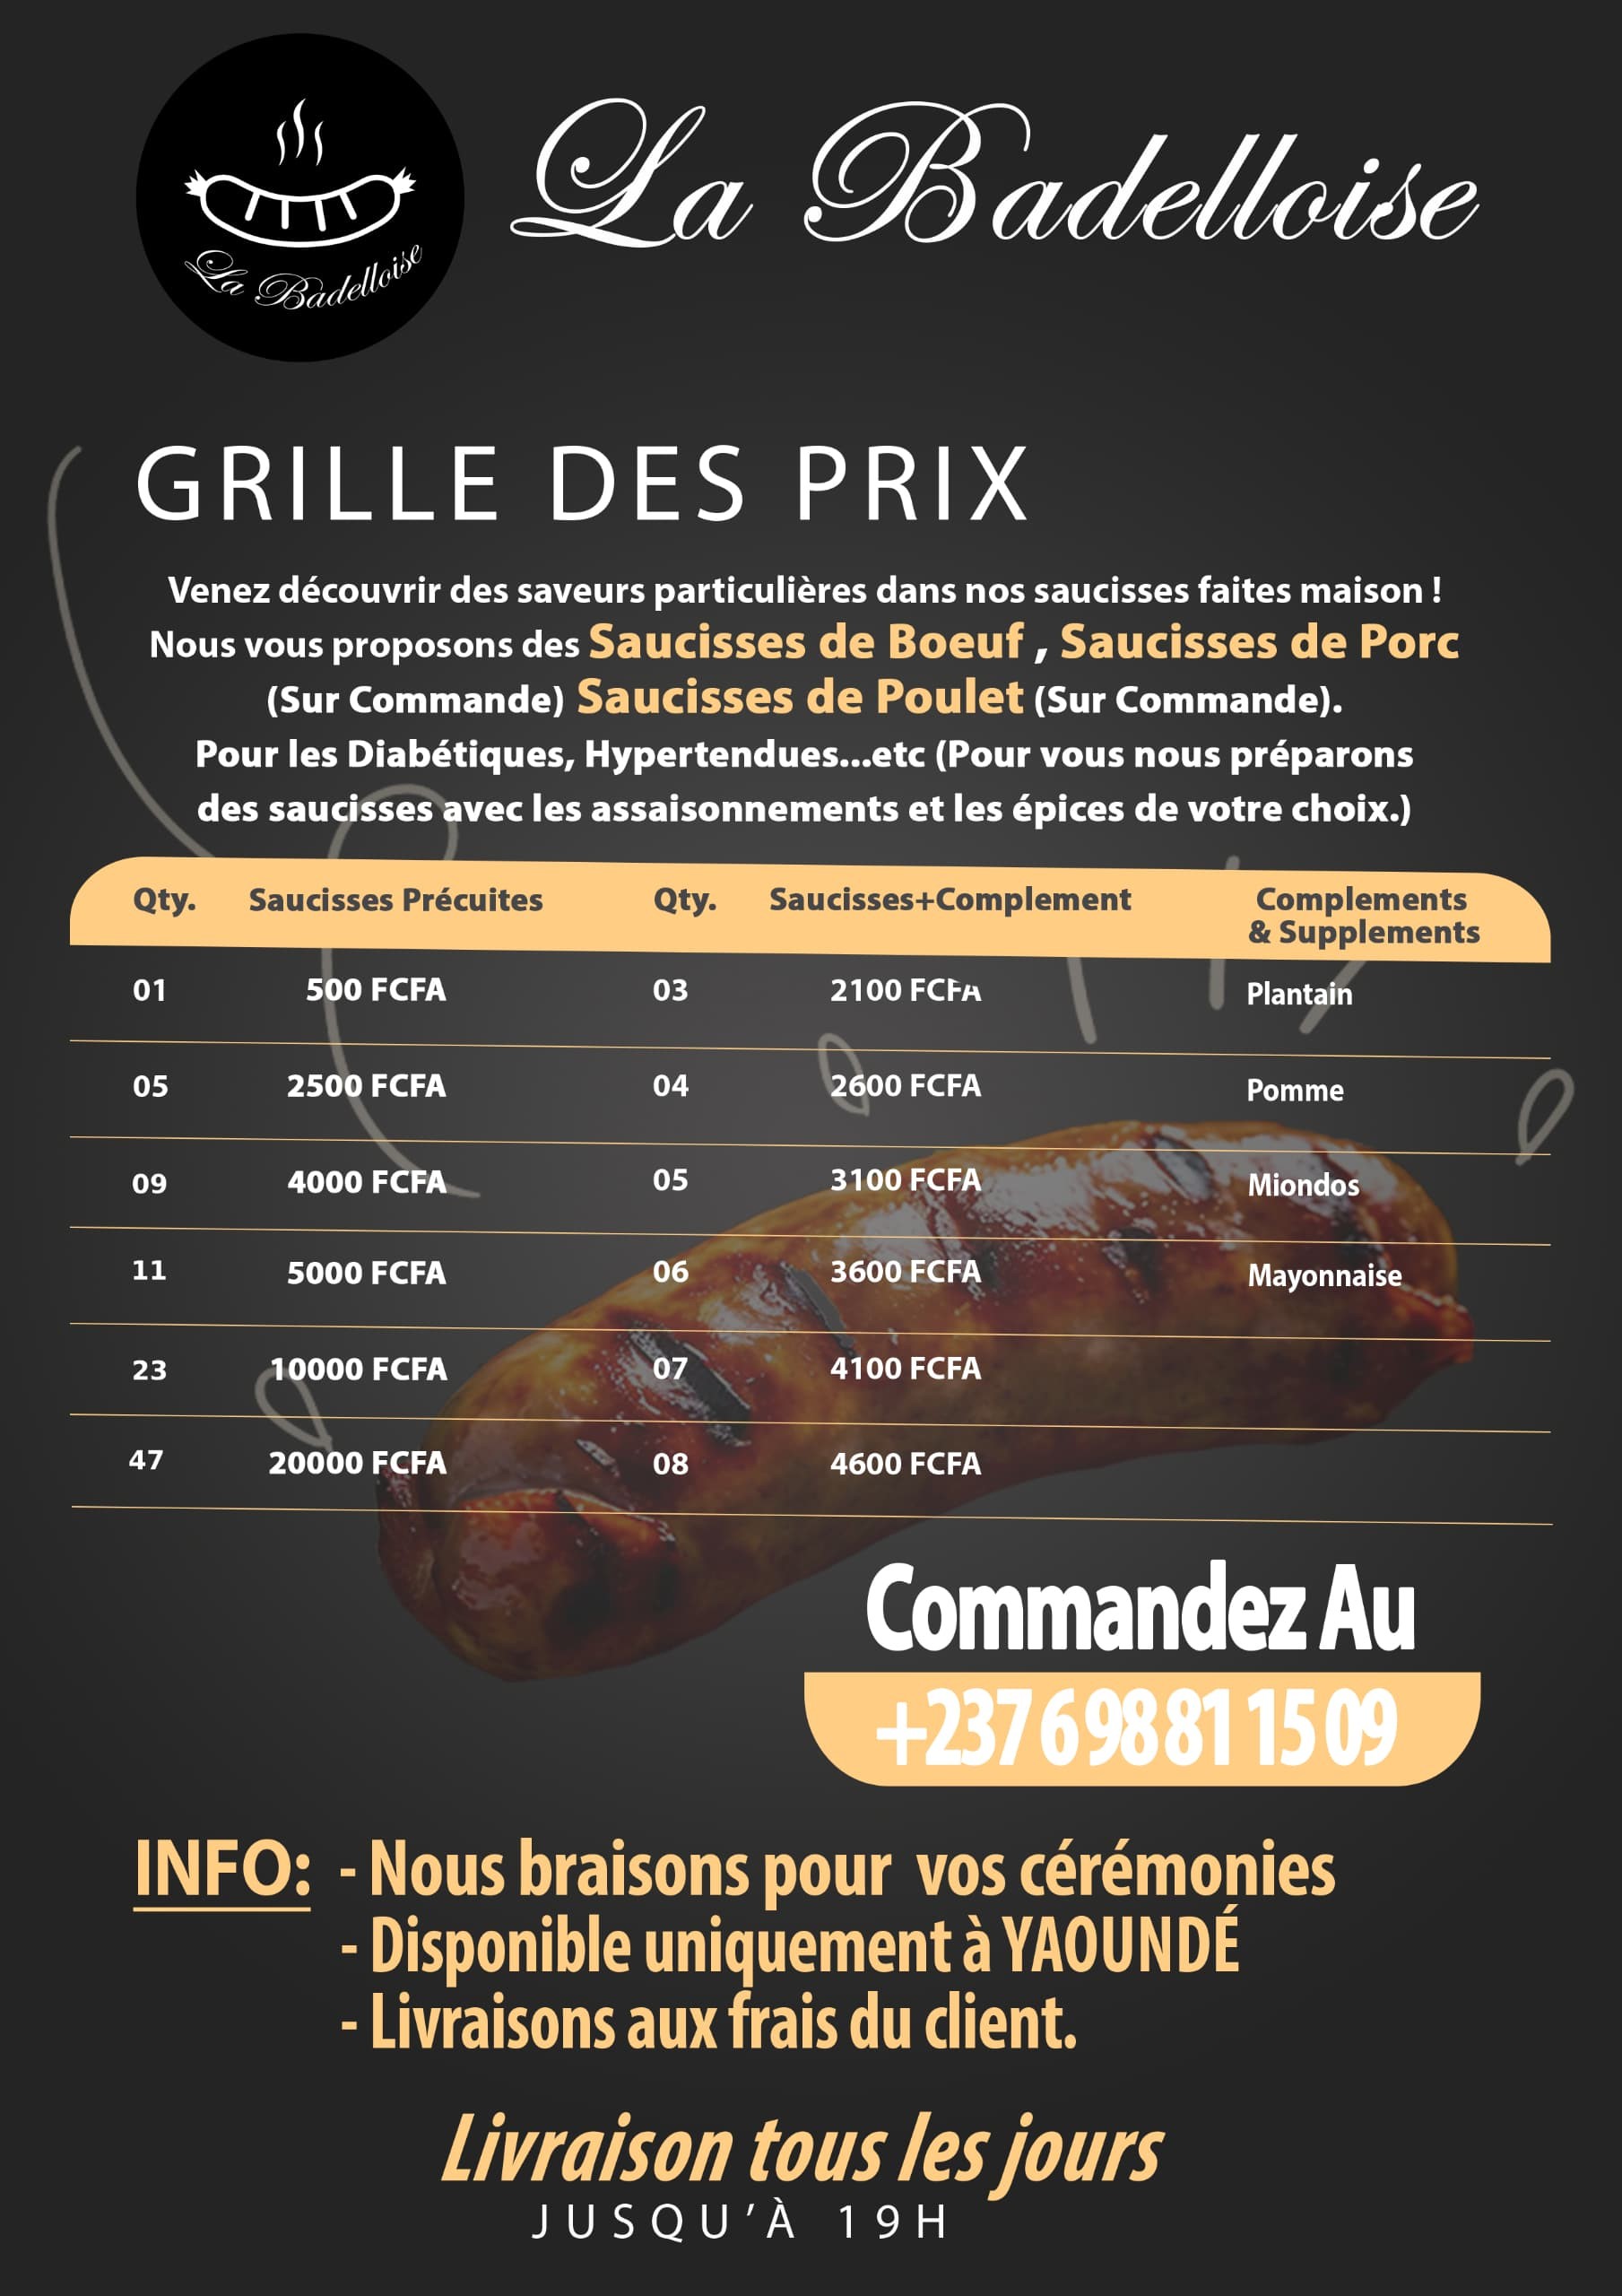 La Badelloise
La Badelloise
GRILLE DES PRIX
Venez découvrir des saveurs particulières dans nos saucisses faites maison !
Nous vous proposons des Saucisses de Boeuf , Saucisses de Porc
(Sur Commande) Saucisses de Poulet (Sur Commande).
Pour les Diabétiques, Hypertendues...etc (Pour vous nous préparons
des saucisses avec les assaisonnements et les épices de votre choix.)
Qty. Saucisses Précuites Qty. Saucisses+Complement Complements
& Supplements
01 500 FCFA 03 2100 FCFA Plantain
05 2500 FCFA 04 2600 FCFA Pomme
09 4000 FCFA 05 3100 FCFA Miondos
11 5000 FCFA 06 3600 FCFA Mayonnaise
23 10000 FCFA 07 4100 FCFA
47 20000 FCFA 08 4600 FCFA
Commandez Au
+237 6 98 81 15 09
INFO: - Nous braisons pour vos cérémonies
- Disponible uniquement à YAOUNDÉ
- Livraisons aux frais du client.
Livraison tous les jours
JUSQU'À 19H